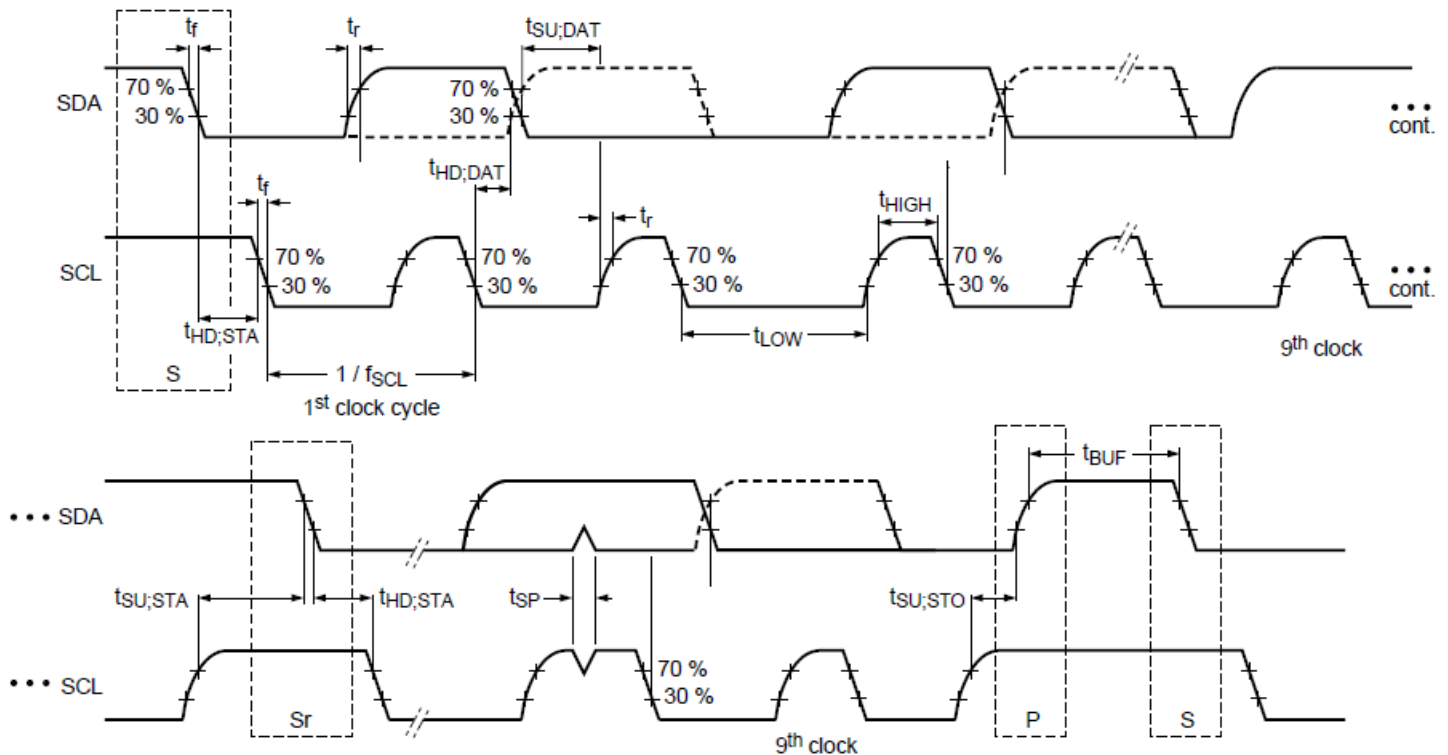 tf
tr
tSU;DAT
70 %
30 %
70 %
30 %
SDA
••• cont.
tHD;DAT
tf
tr
tHIGH
70 %
30 %
70 %
30 %
70 %
30 %
70 %
30 %
SCL
••• cont.
tHD;STA
tLOW
9th clock
S
1 / fSCL
1st clock cycle
tBUF
••• SDA
tSU;STA
tHD;STA
tSP
tSU;STO
70 %
30 %
••• SCL
Sr
P
S
9th clock